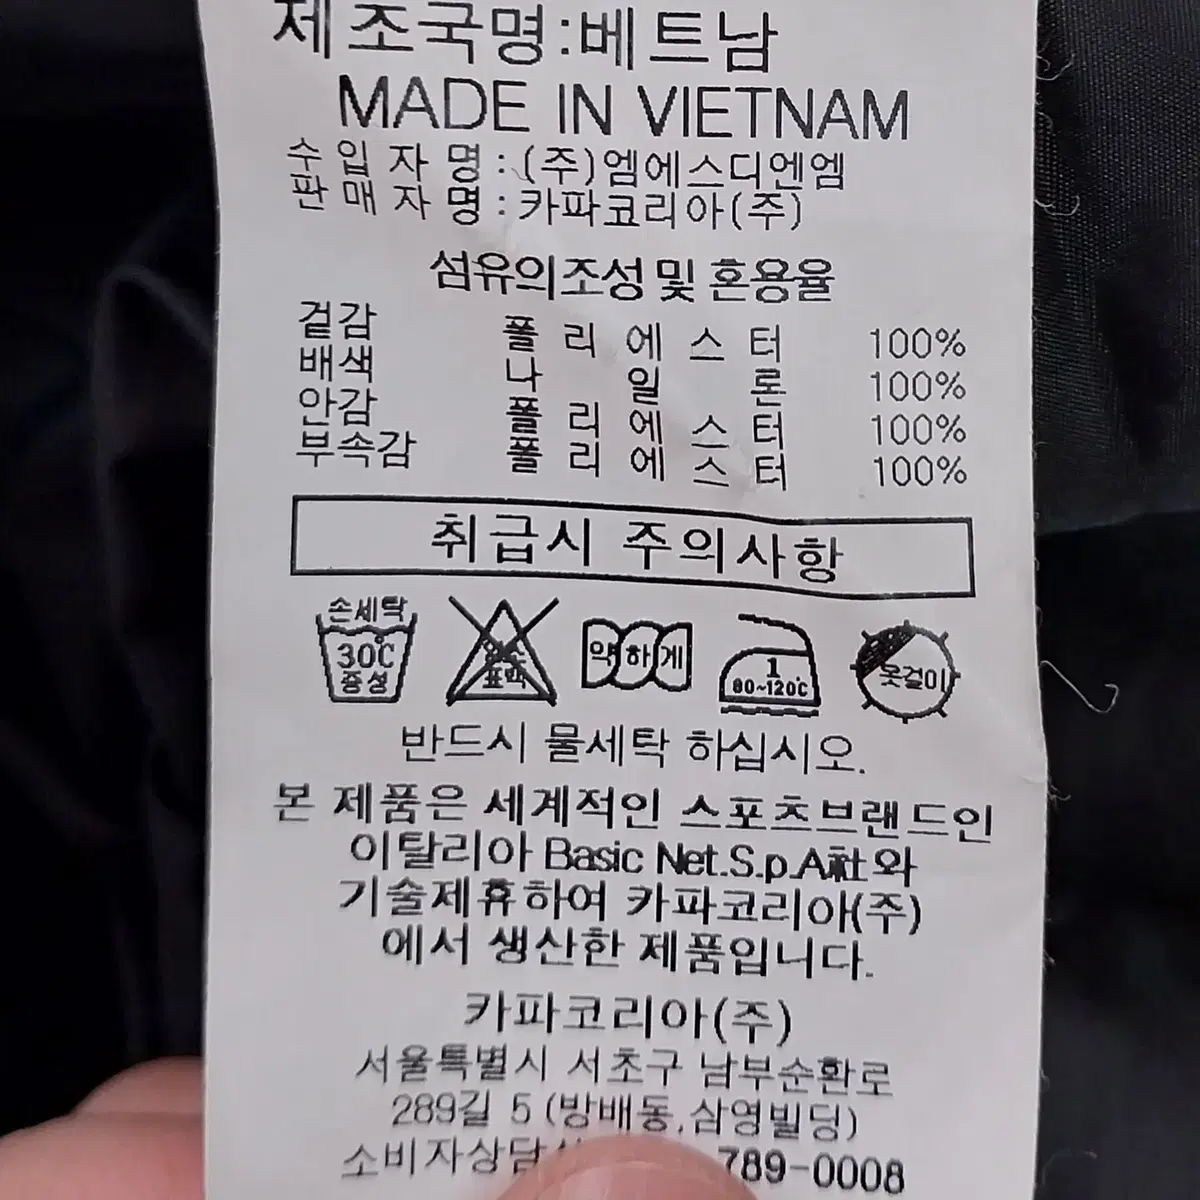 제조국명:베트남
MADE IN VIETNAM
수입자명:(주)엠에스디엔엠
판매자명:카파코리아(주)
섬유의조성및 혼용율
겉감 폴리에스터 100%
배색 나일론 100%
안감 폴리에스터 100%
부속감 폴리에스터 100%
취급시 주의사항
손세탁
30℃
중성
표백
약하게
1
80~120℃
옷걸이
반드시 물세탁 하십시오.
본 제품은 세계적인 스포츠브랜드인
이탈리아 Basic Net.S.p.A社와
기술제휴하여 카파코리아(주)
에서 생산한 제품입니다.
카파코리아(주)
서울특별시 서초구 남부순환로
289길 5 (방배동,삼영빌딩)
소비자상담 789-0008